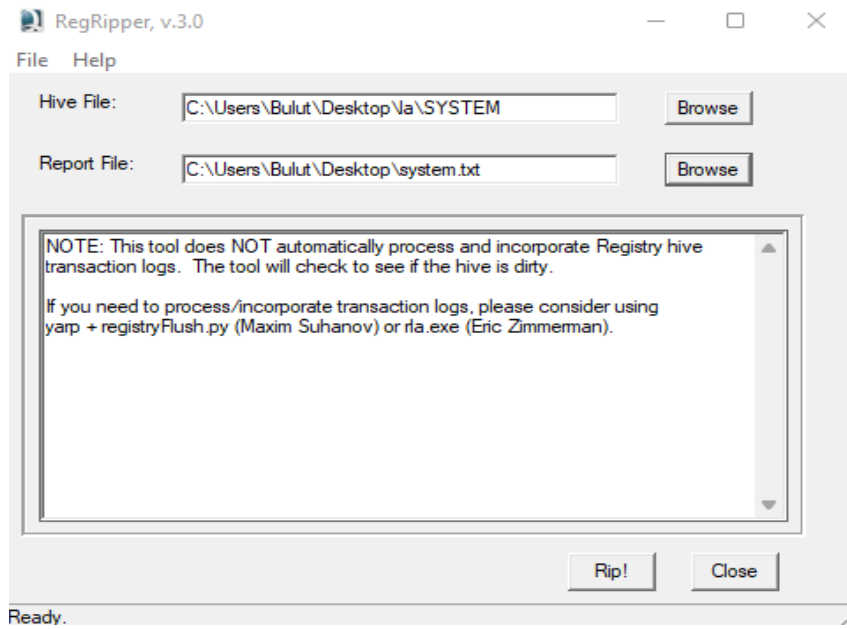 RegRipper, v.3.0
File Help
Hive File: C:\Users\Bulut\Desktop\la\SYSTEM Browse
Report File: C:\Users\Bulut\Desktop\system.txt Browse
NOTE: This tool does NOT automatically process and incorporate Registry hive
transaction logs. The tool will check to see if the hive is dirty.
If you need to process/incorporate transaction logs, please consider using
yarp + registryFlush.py (Maxim Suhanov) or rla.exe (Eric Zimmerman).
Rip! Close
Ready.